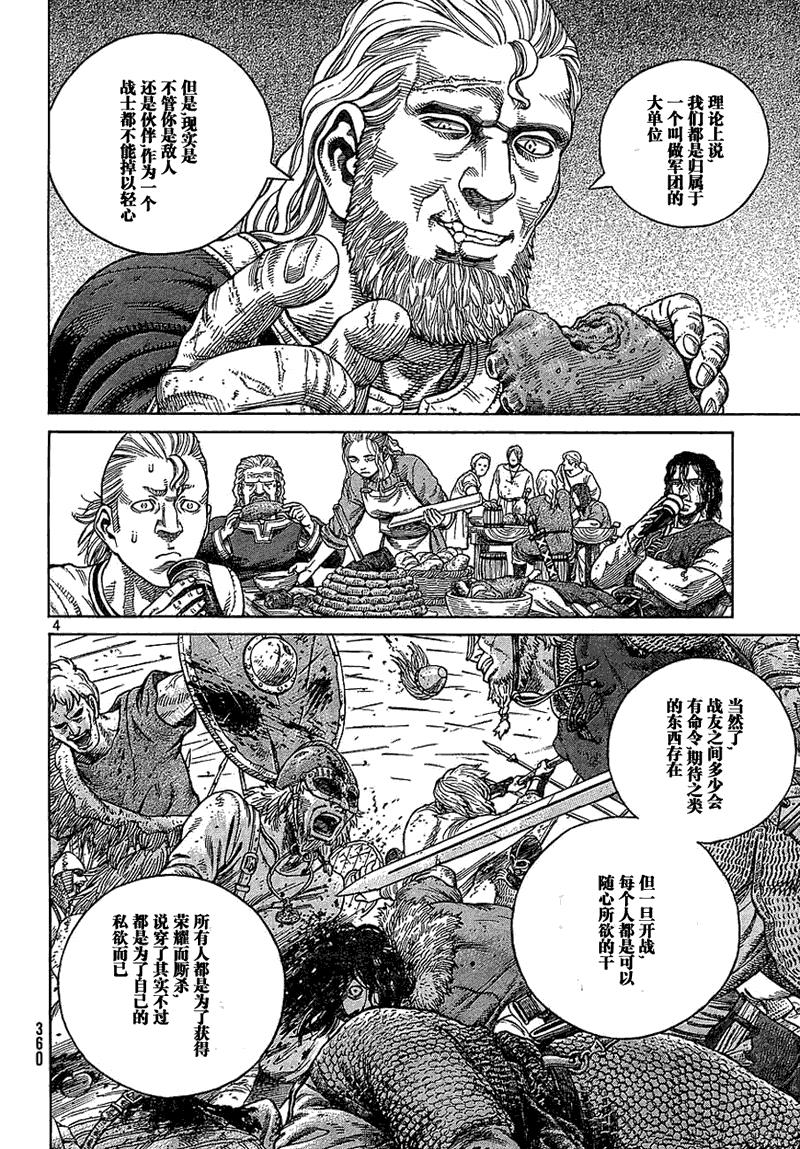 理论上说,
我们都是归属于
一个叫做军团的
大单位
但是,现实是
不管你是敌人
还是伙伴,作为一个
战士都不能掉以轻心
4
当然了,
战友之间多少会
有命令,期待之类
的东西存在
但一旦开战,
每个人都是可以
随心所欲的干
所有人都是为了获得
荣耀而厮杀,
说穿了其实不过
都是为了自己的
私欲而已
360